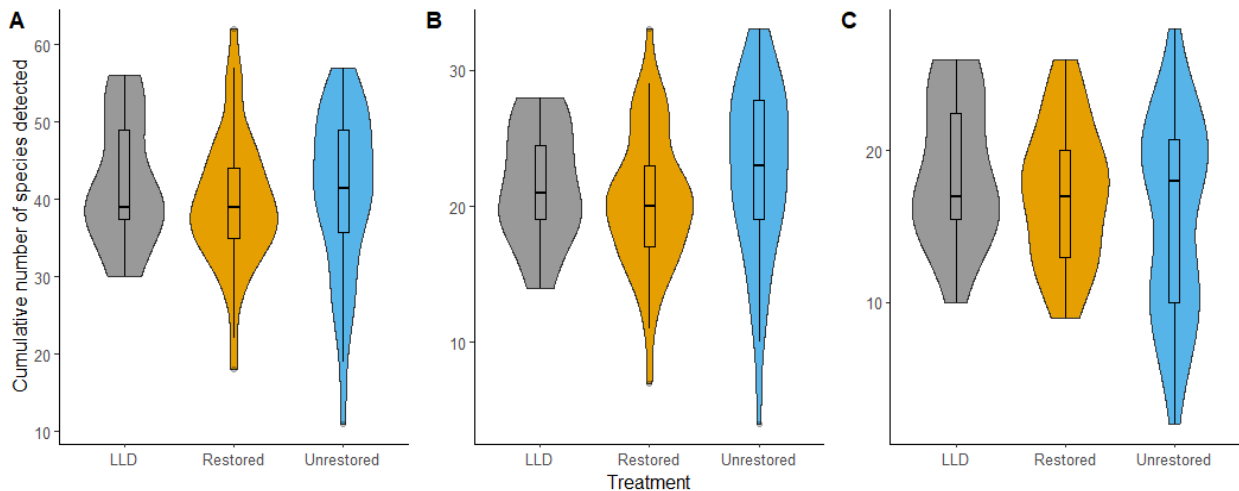 A
B
C
Cumulative number of species detected
60
50
40
30
20
10
30
20
10
20
10
LLD Restored Unrestored
LLD Restored Unrestored
LLD Restored Unrestored
Treatment